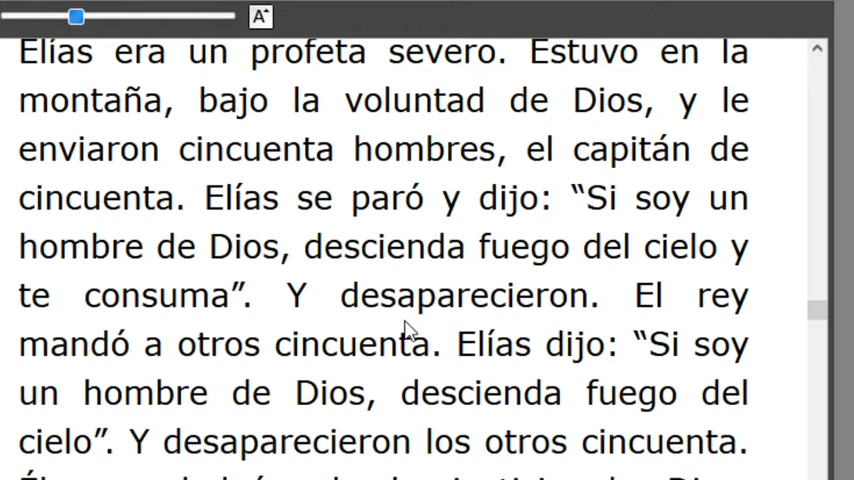 A
Elías era un profeta severo. Estuvo en la
montaña, bajo la voluntad de Dios, y le
enviaron cincuenta hombres, el capitán de
cincuenta. Elías se paró y dijo: “Si soy un
hombre de Dios, descienda fuego del cielo y
te consuma”. Y desaparecieron. El rey
mandó a otros cincuenta. Elías dijo: “Si soy
un hombre de Dios, descienda fuego del
cielo”. Y desaparecieron los otros cincuenta.